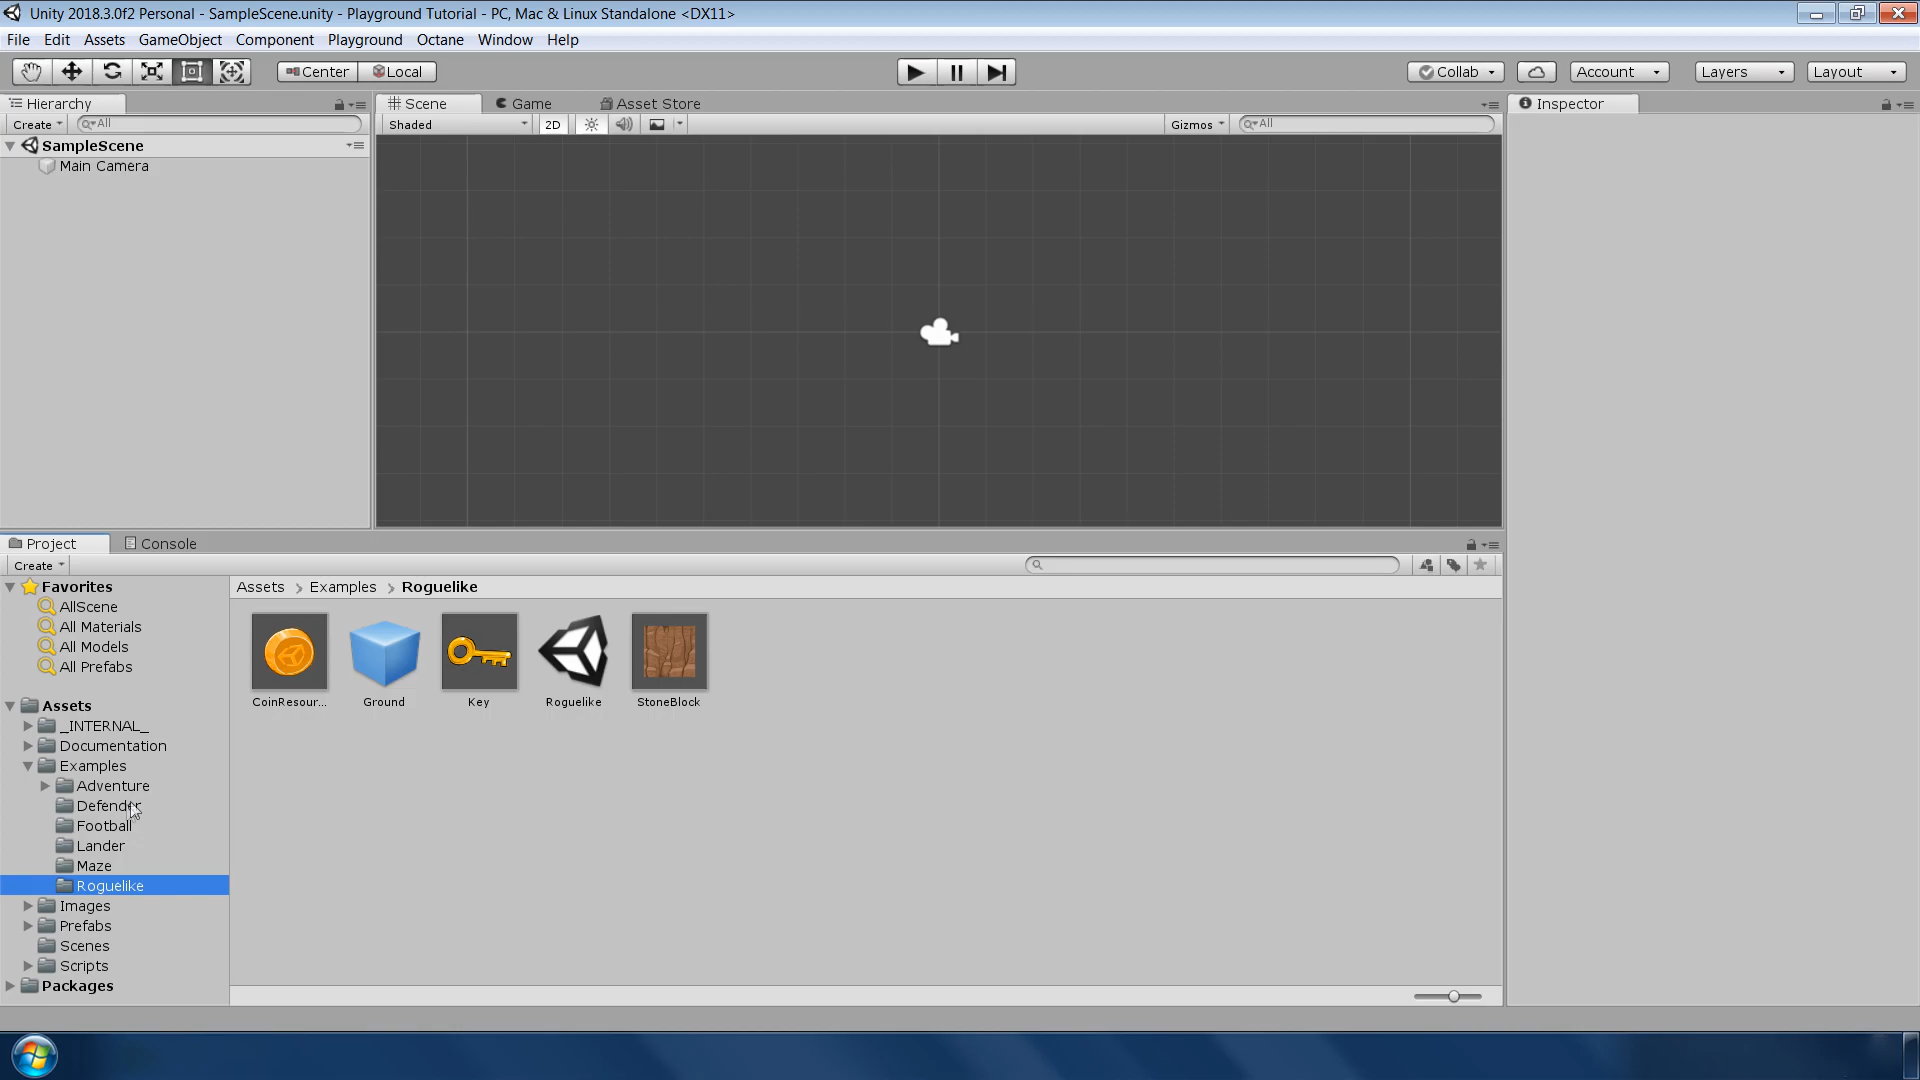 Unity 2018.3.0f2 Personal - SampleScene.unity - Playground Tutorial - PC, Mac & Linux Standalone <DX11>
File Edit Assets GameObject Component Playground Octane Window Help
Center Local Collab Account Layers Layout
Hierarchy
Create All
SampleScene
Main Camera
Scene Game Asset Store
Shaded 2D Gizmos All
Inspector
Project Console
Create
Favorites
AllScene
All Materials
All Models
All Prefabs
Assets
_INTERNAL_
Documentation
Examples
Adventure
Defender
Football
Lander
Maze
Roguelike
Images
Prefabs
Scenes
Scripts
Packages
Assets > Examples > Roguelike
CoinResour... Ground Key Roguelike StoneBlock